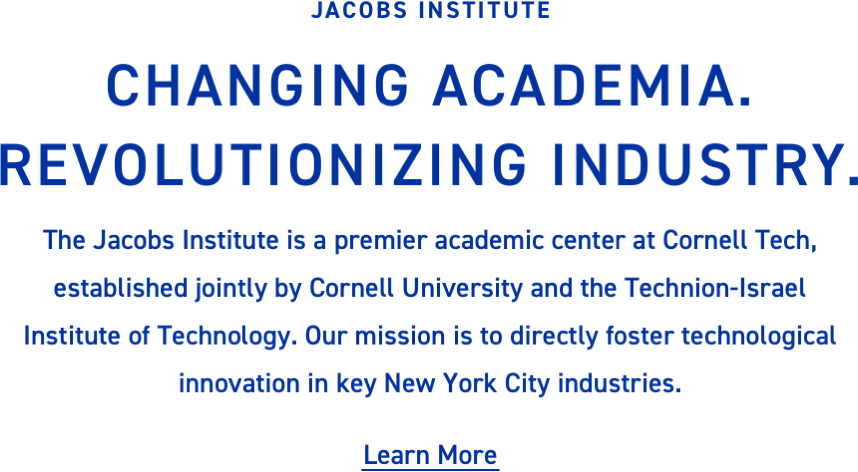 JACOBS INSTITUTE
CHANGING ACADEMIA.
REVOLUTIONIZING INDUSTRY.
The Jacobs Institute is a premier academic center at Cornell Tech,
established jointly by Cornell University and the Technion-Israel
Institute of Technology. Our mission is to directly foster technological
innovation in key New York City industries.
Learn More